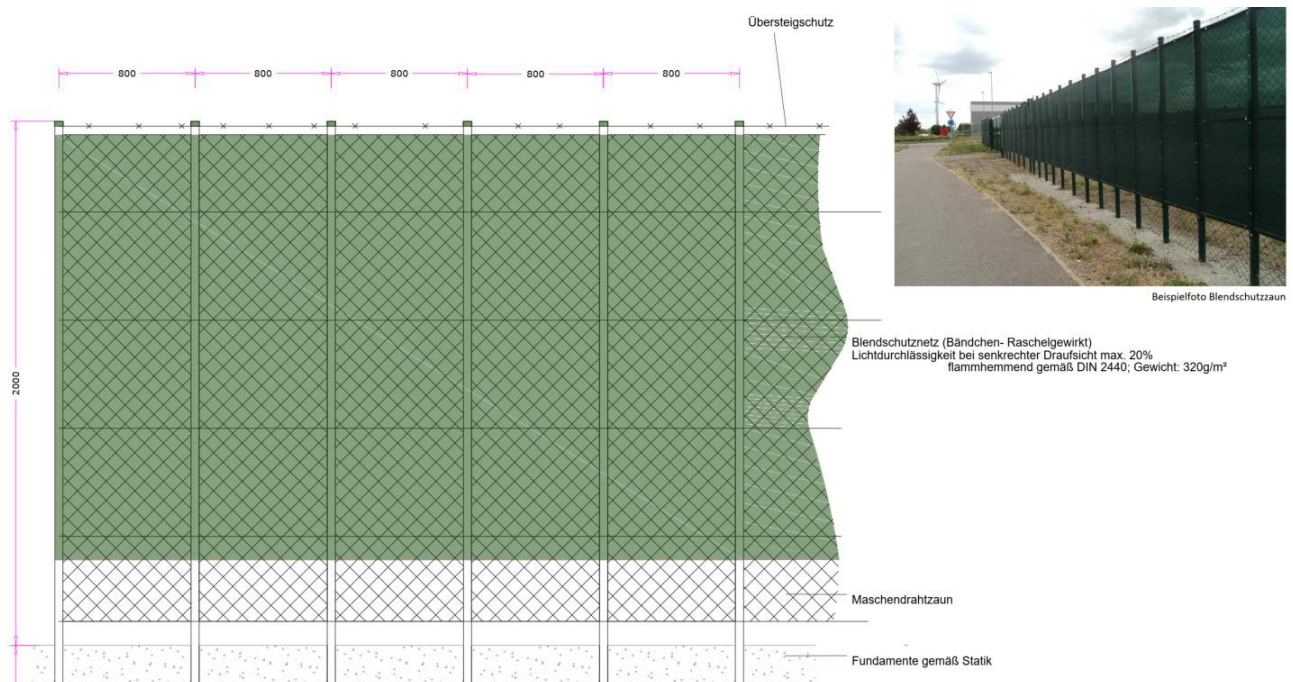 Übersteigschutz
800
800
800
800
800
2000
Beispielfoto Blendschutzzaun
Blendschutznetz (Bändchen- Raschelgewirkt)
Lichtdurchlässigkeit bei senkrechter Draufsicht max. 20%
flammhemmend gemäß DIN 2440; Gewicht: 320g/m²
Maschendrahtzaun
Fundamente gemäß Statik